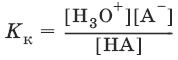 Kк = [H₃O⁺][A⁻] / [HA]